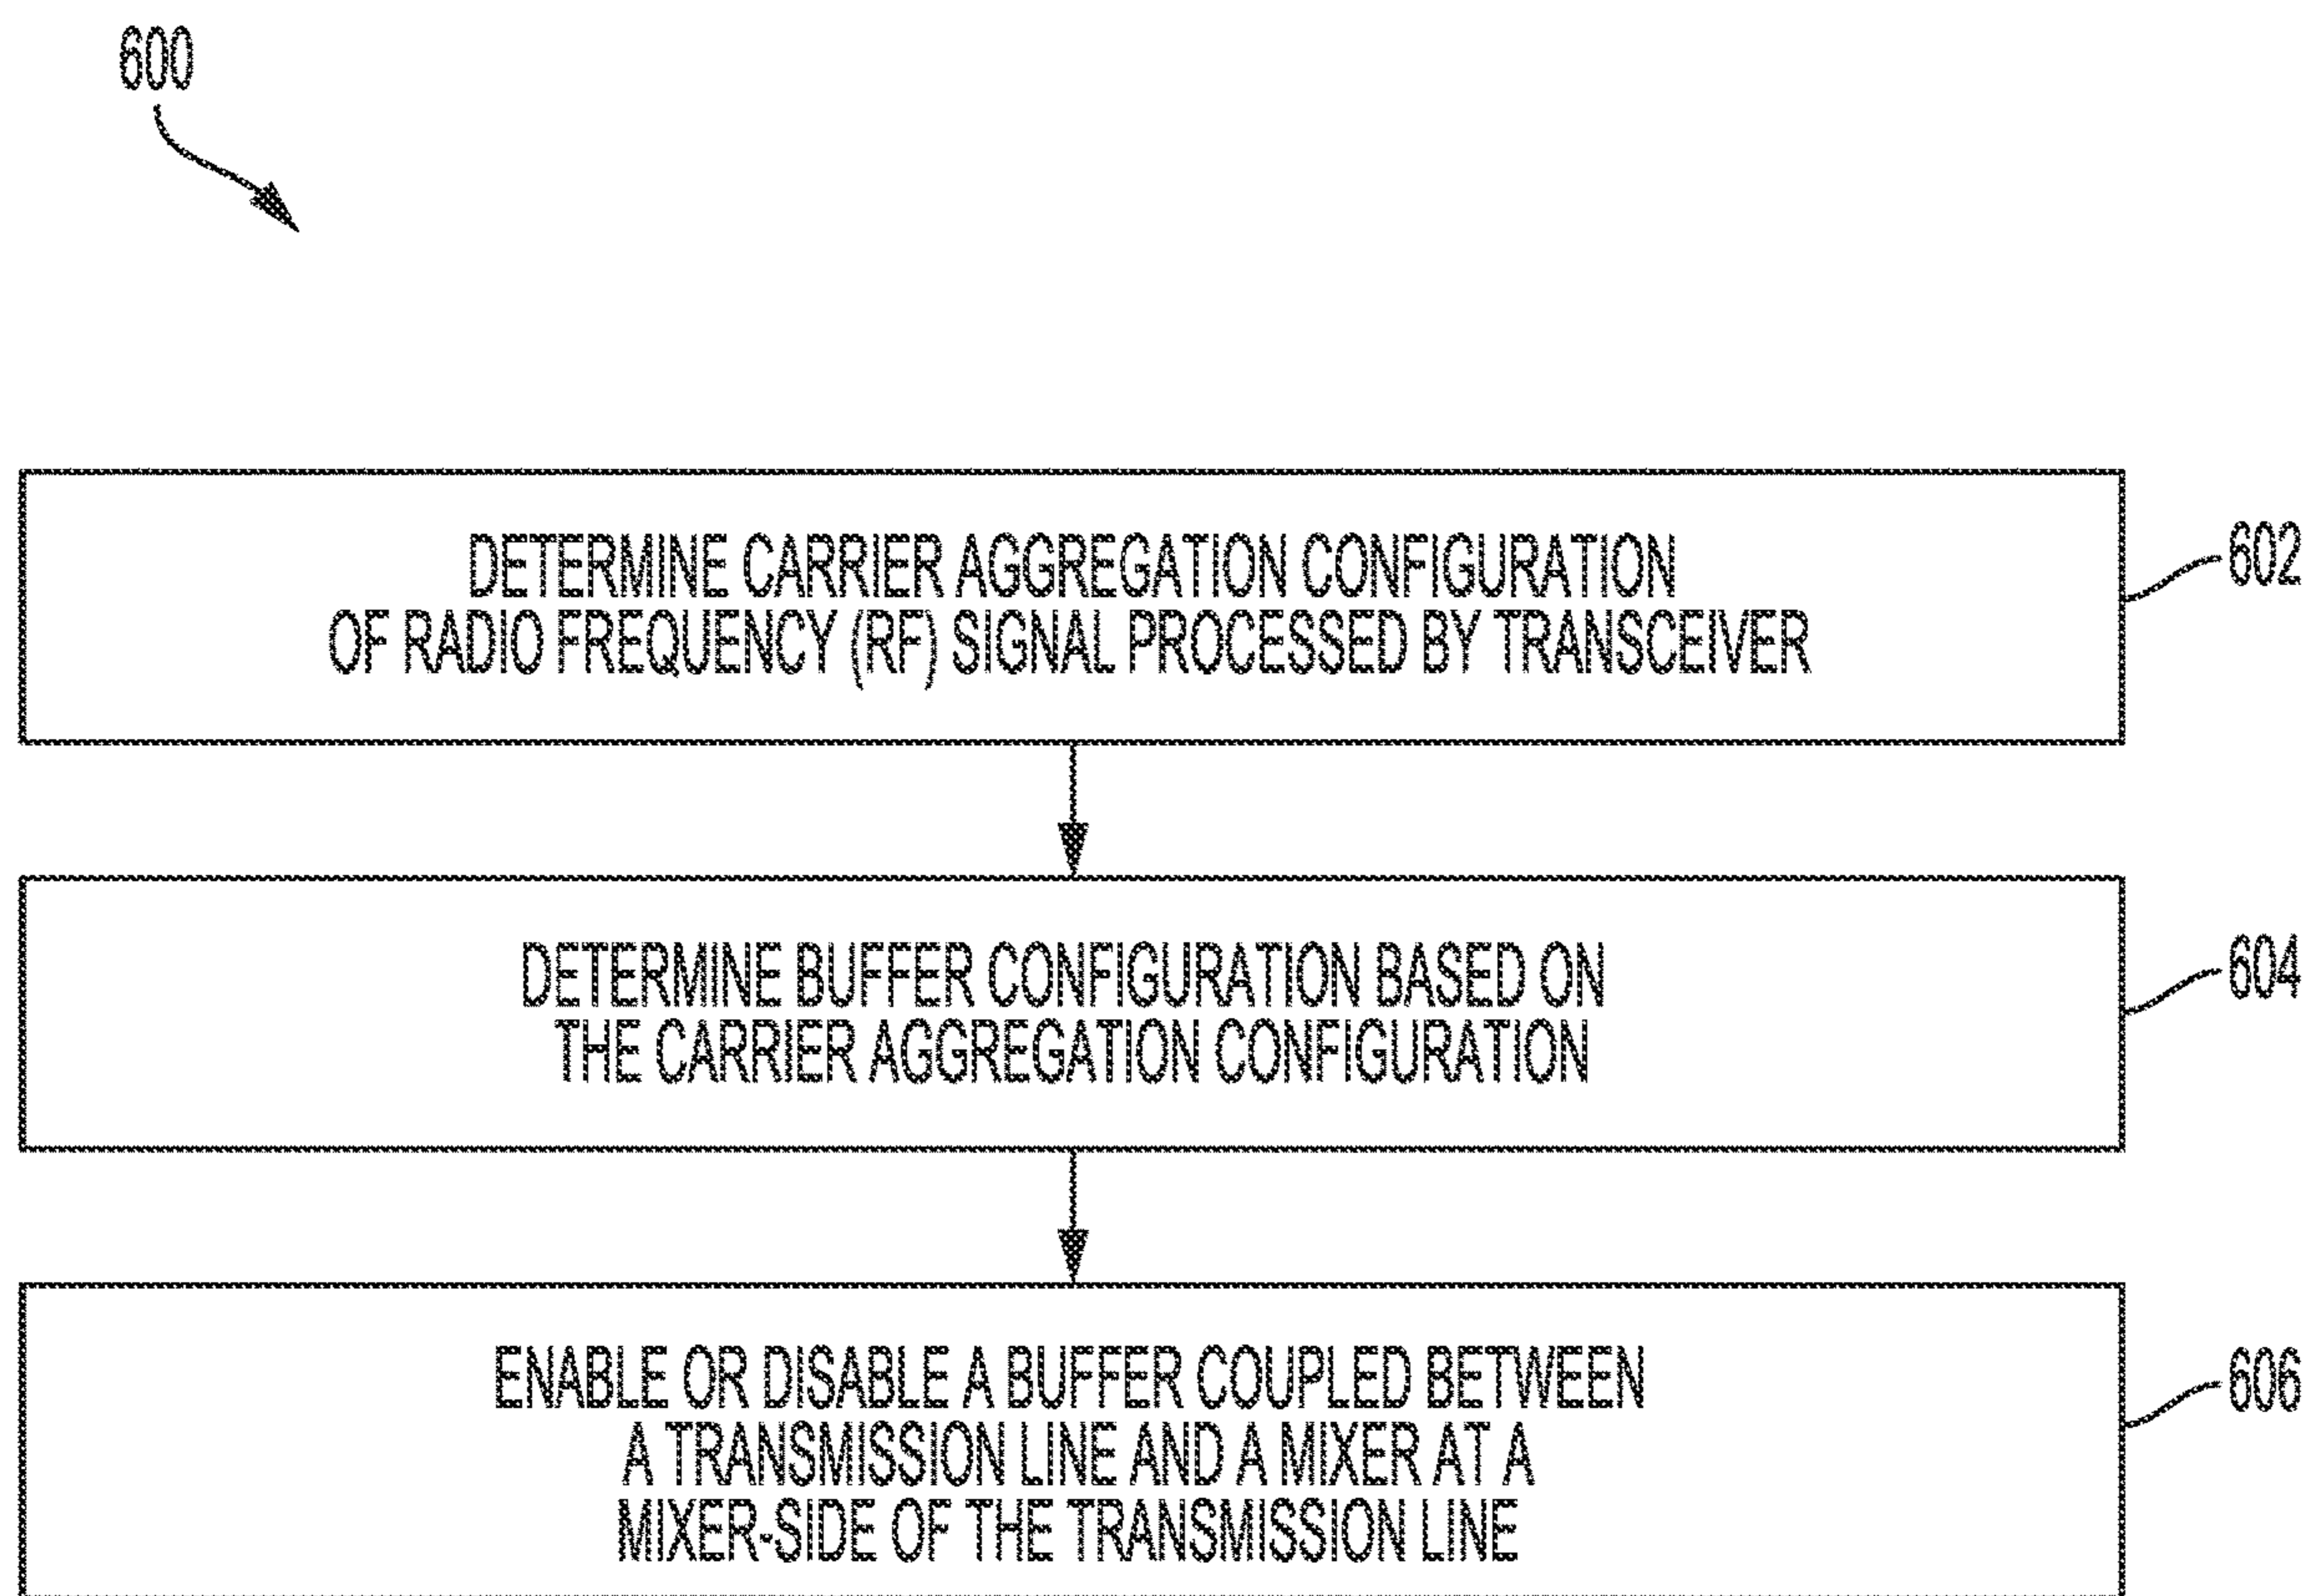 600
DETERMINE CARRIER AGGREGATION CONFIGURATION
OF RADIO FREQUENCY (RF) SIGNAL PROCESSED BY TRANSCEIVER
602
DETERMINE BUFFER CONFIGURATION BASED ON
THE CARRIER AGGREGATION CONFIGURATION
604
ENABLE OR DISABLE A BUFFER COUPLED BETWEEN
A TRANSMISSION LINE AND A MIXER AT A
MIXER-SIDE OF THE TRANSMISSION LINE
606